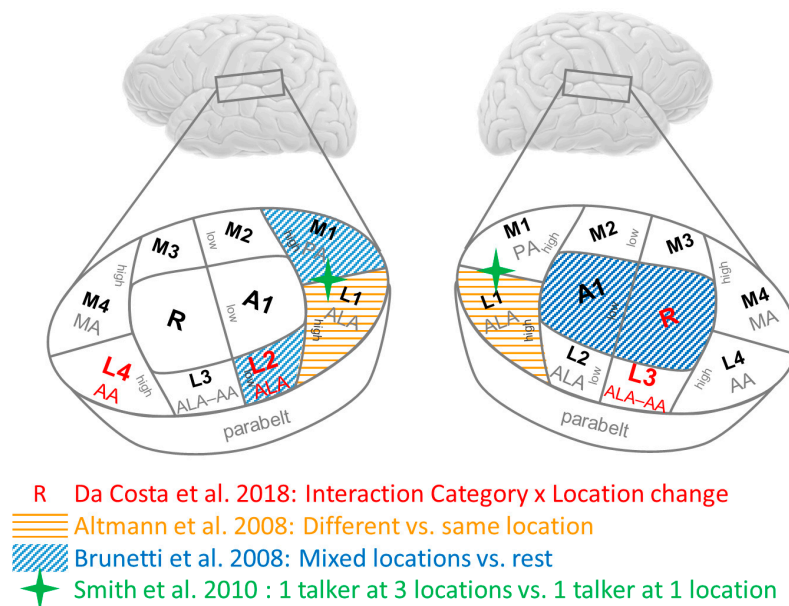 M1
PA
high
M2
low
M3
high
M4
MA
R
A1
low
high
L1
ALA
L2
low
ALA
L3
ALA–AA
high
L4
AA
parabelt
M1
PA
high
M2
low
M3
high
M4
MA
A1
low
R
L1
ALA
high
L2
ALA
low
L3
ALA–AA
high
L4
AA
parabelt
R Da Costa et al. 2018: Interaction Category x Location change
Altmann et al. 2008: Different vs. same location
Brunetti et al. 2008: Mixed locations vs. rest
Smith et al. 2010 : 1 talker at 3 locations vs. 1 talker at 1 location